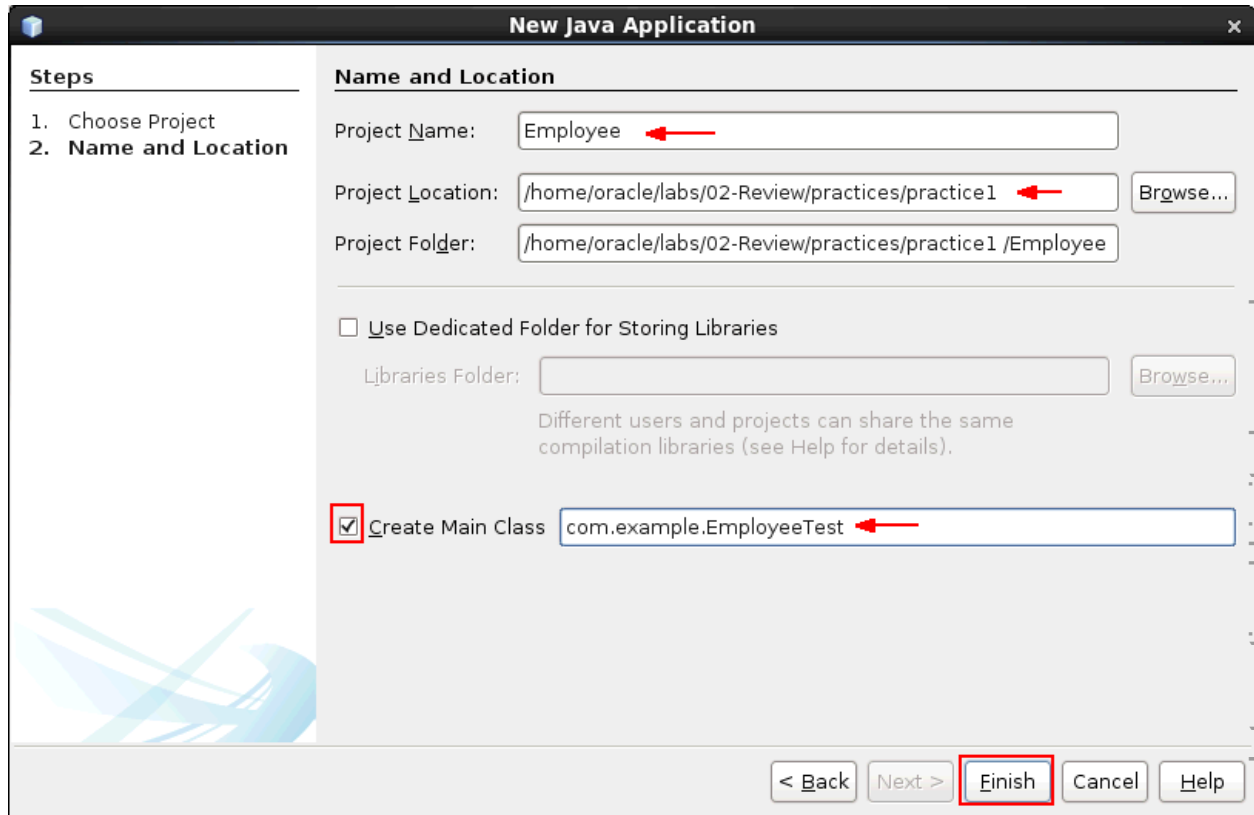 New Java Application
Steps
1. Choose Project
2. Name and Location
Name and Location
Project Name: Employee
Project Location: /home/oracle/labs/02-Review/practices/practice1 Browse...
Project Folder: /home/oracle/labs/02-Review/practices/practice1 /Employee
Use Dedicated Folder for Storing Libraries
Libraries Folder: Browse...
Different users and projects can share the same
compilation libraries (see Help for details).
Create Main Class com.example.EmployeeTest
< Back Next > Finish Cancel Help